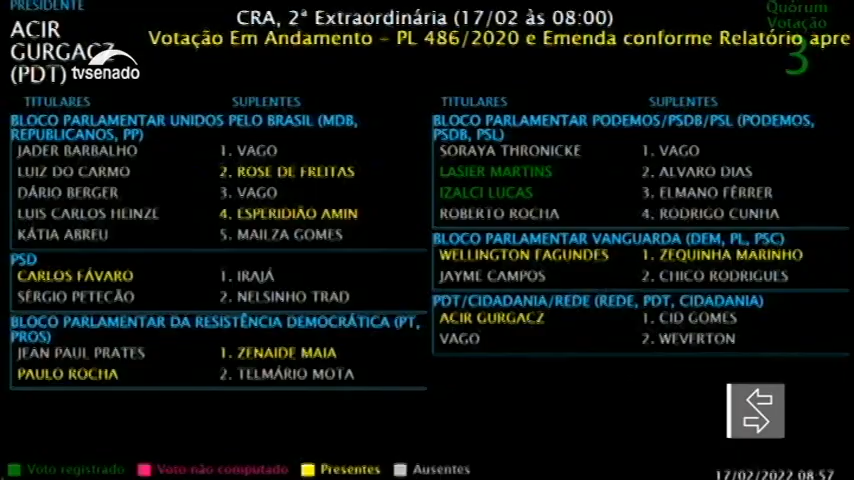 PRESIDENTE
ACIR
GURGACZ
(PDT)
tvsenado
CRA, 2ª Extraordinária (17/02 às 08:00)
Votação Em Andamento - PL 486/2020 e Emenda conforme Relatório apre
Quórum
Votação
3
TITULARES SUPLENTES
BLOCO PARLAMENTAR UNIDOS PELO BRASIL (MDB,
REPUBLICANOS, PP)
JADER BARBALHO 1. VAGO
LUIZ DO CARMO 2. ROSE DE FREITAS
DÁRIO BERGER 3. VAGO
LUIS CARLOS HEINZE 4. ESPERIDIÃO AMIN
KÁTIA ABREU 5. MAILZA GOMES
PSD
CARLOS FÁVARO 1. IRAJÁ
SÉRGIO PETECÃO 2. NELSINHO TRAD
BLOCO PARLAMENTAR DA RESISTÊNCIA DEMOCRÁTICA (PT,
PROS)
JEAN PAUL PRATES 1. ZENAIDE MAIA
PAULO ROCHA 2. TELMÁRIO MOTA
TITULARES SUPLENTES
BLOCO PARLAMENTAR PODEMOS/PSDB/PSL (PODEMOS,
PSDB, PSL)
SORAYA THRONICKE 1. VAGO
LASIER MARTINS 2. ALVARO DIAS
IZALCI LUCAS 3. ELMANO FÉRRER
ROBERTO ROCHA 4. RODRIGO CUNHA
BLOCO PARLAMENTAR VANGUARDA (DEM, PL, PSC)
WELLINGTON FAGUNDES 1. ZEQUINHA MARINHO
JAYME CAMPOS 2. CHICO RODRIGUES
PDT/CIDADANIA/REDE (REDE, PDT, CIDADANIA)
ACIR GURGACZ 1. CID GOMES
VAGO 2. WEVERTON
Voto registrado Voto não computado Presentes Ausentes
17/02/2022 08:57